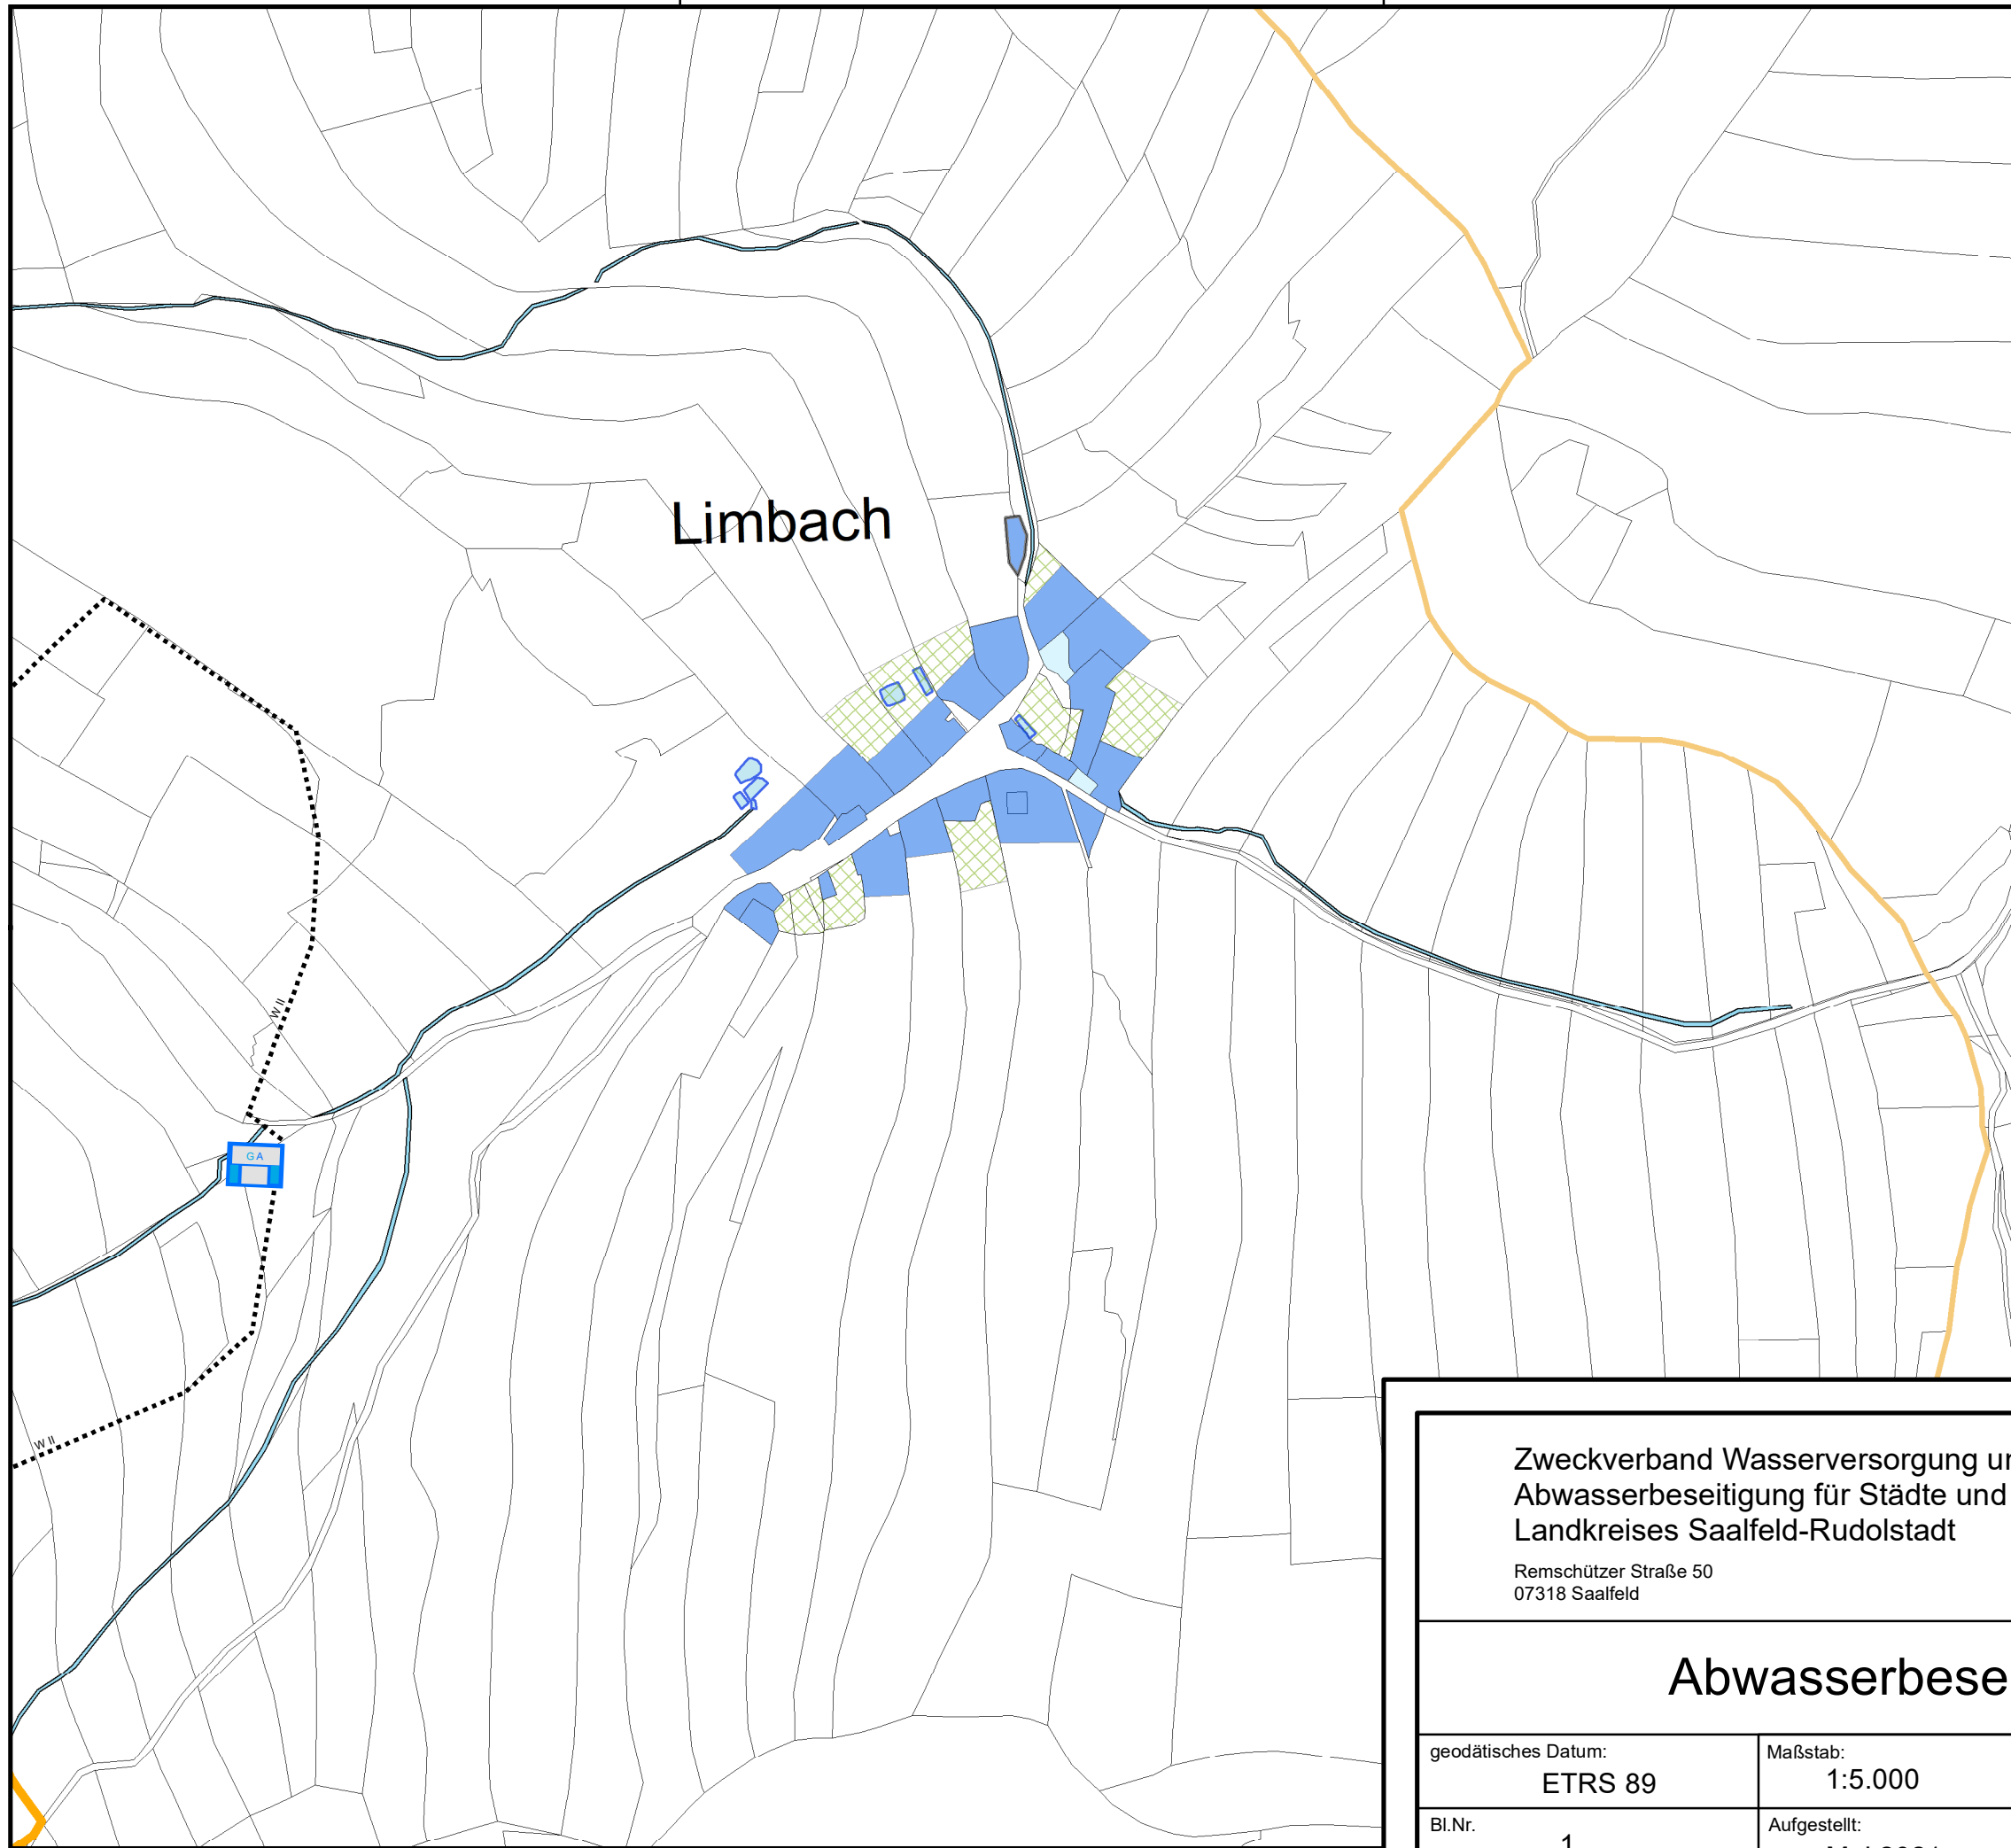 Limbach
W II
GA
W II
Zweckverband Wasserversorgung
Abwasserbeseitigung für Städte und
Landkreises Saalfeld-Rudolstadt
Remschützer Straße 50
07318 Saalfeld
geodätisches Datum:
Maßstab:
ETRS 89
1:5.000
Bl.Nr.
Aufgestellt:
1